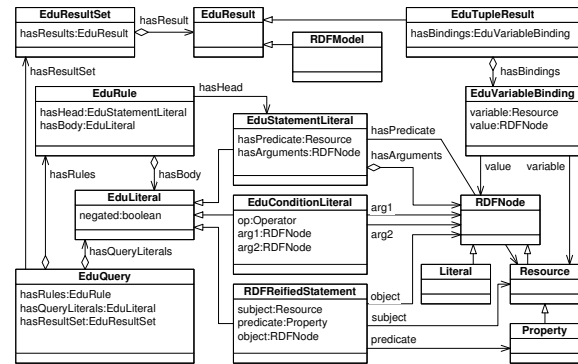 EduResultSet
hasResults:EduResult
hasResult
EduResult
RDFModel
EduTupleResult
hasBindings:EduVariableBinding
hasResultSet
hasBindings
EduRule
hasHead:EduStatementLiteral
hasBody:EduLiteral
hasHead
EduStatementLiteral
hasPredicate:Resource
hasArguments:RDFNode
hasPredicate
hasArguments
EduVariableBinding
variable:Resource
value:RDFNode
value
variable
hasRules
hasBody
EduLiteral
negated:boolean
hasQueryLiterals
EduConditionLiteral
op:Operator
arg1:RDFNode
arg2:RDFNode
arg1
arg2
RDFNode
EduQuery
hasRules:EduRule
hasQueryLiterals:EduLiteral
hasResultSet:EduResultSet
RDFReifiedStatement
subject:Resource
predicate:Property
object:RDFNode
object
subject
predicate
Literal
Resource
Property